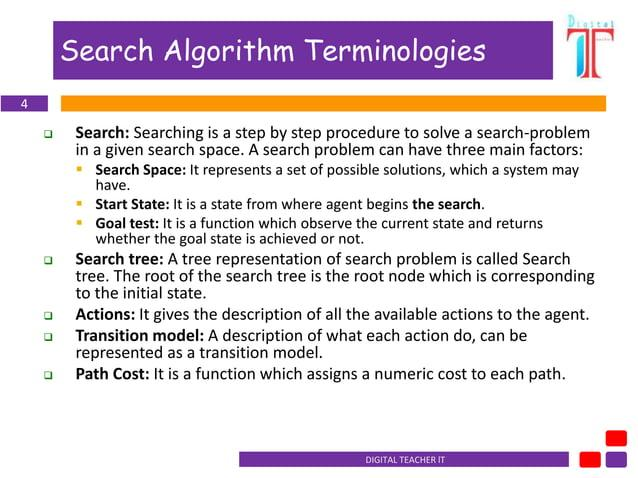 Search Algorithm Terminologies
Digital
T
4
❑ Search: Searching is a step by step procedure to solve a search-problem
in a given search space. A search problem can have three main factors:
▪ Search Space: It represents a set of possible solutions, which a system may
have.
▪ Start State: It is a state from where agent begins the search.
▪ Goal test: It is a function which observe the current state and returns
whether the goal state is achieved or not.
❑ Search tree: A tree representation of search problem is called Search
tree. The root of the search tree is the root node which is corresponding
to the initial state.
❑ Actions: It gives the description of all the available actions to the agent.
❑ Transition model: A description of what each action do, can be
represented as a transition model.
❑ Path Cost: It is a function which assigns a numeric cost to each path.
DIGITAL TEACHER IT